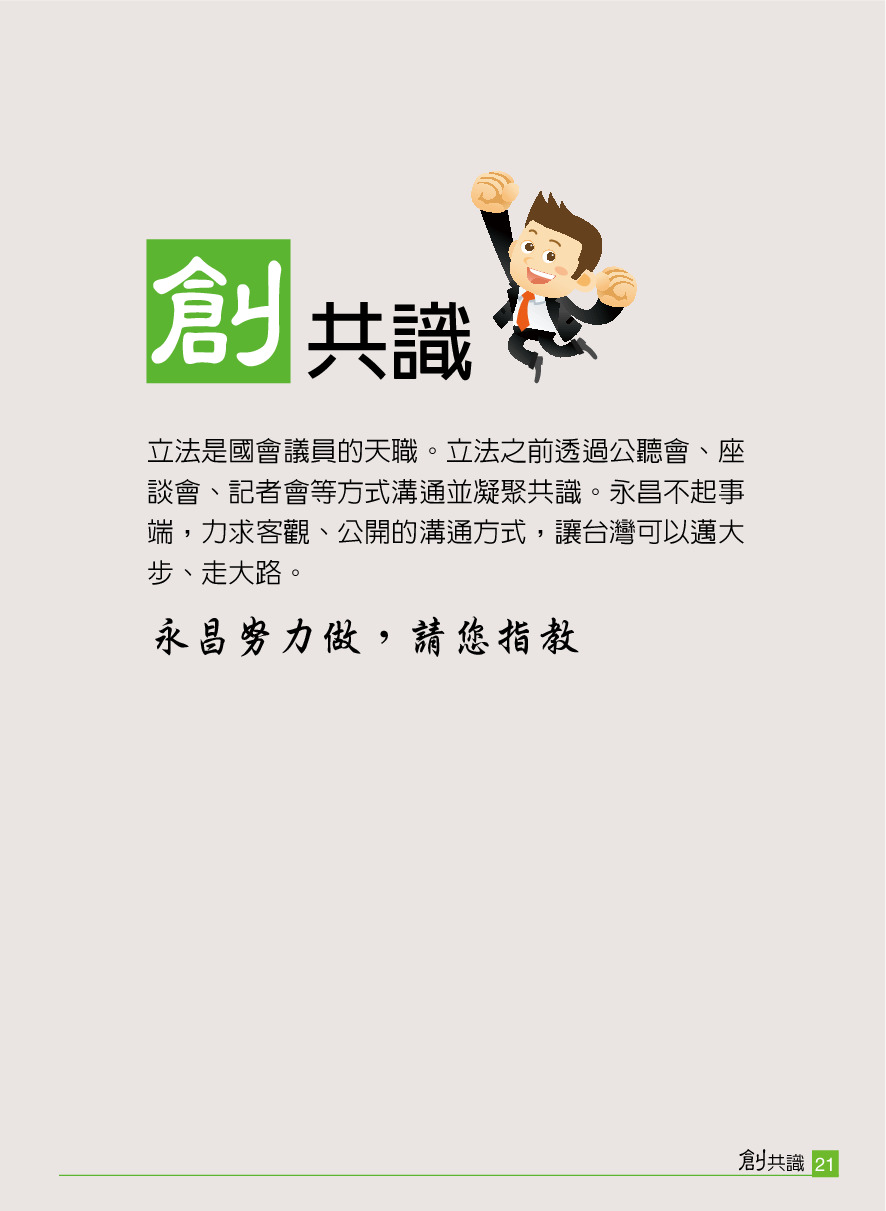 創共識
立法是國會議員的天職。立法之前透過公聽會、座
談會、記者會等方式溝通並凝聚共識。永昌不起事
端，力求客觀、公開的溝通方式，讓台灣可以邁大
步、走大路。
永昌努力做，請您指教
創共識 21